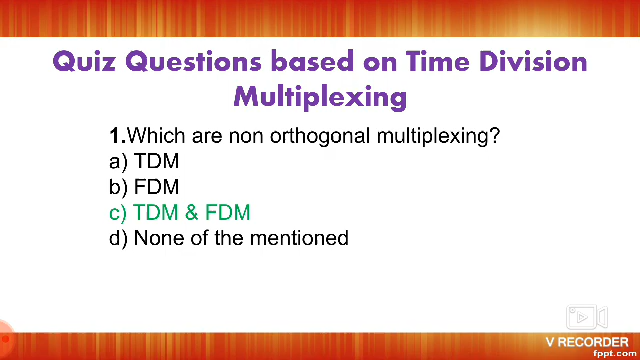 Quiz Questions based on Time Division
Multiplexing
1.Which are non orthogonal multiplexing?
a) TDM
b) FDM
c) TDM & FDM
d) None of the mentioned
V RECORDER
fppt.com